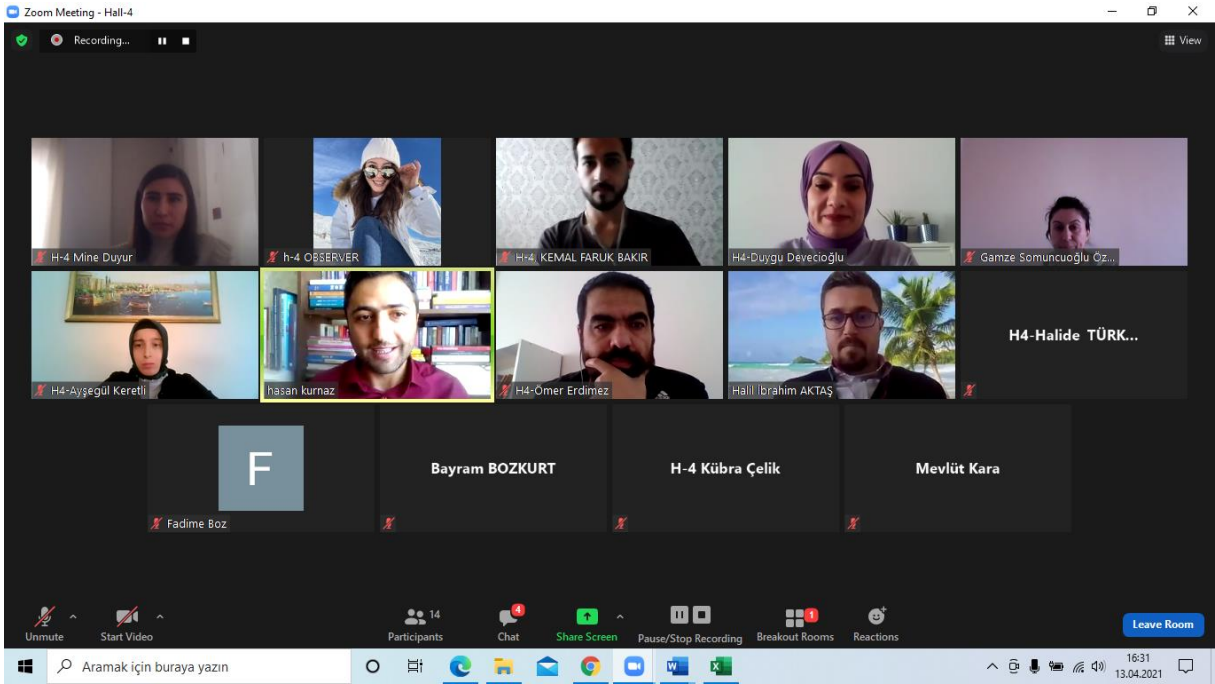 Zoom Meeting - Hall-4
Recording...
View
H-4 Mine Duyur
h-4 OBSERVER
H-4, KEMAL FARUK BAKIR
H4-Duygu Devecioğlu
Gamze Somuncuoğlu Öz...
H4-Ayşegül Keretli
hasan kurnaz
H4-Ömer Erdimez
Halil İbrahim AKTAŞ
H4-Halide TÜRK...
F
Fadime Boz
Bayram BOZKURT
H-4 Kübra Çelik
Mevlüt Kara
Unmute
Start Video
14
Participants
4
Chat
Share Screen
Pause/Stop Recording
1
Breakout Rooms
Reactions
Leave Room
Aramak için buraya yazın
16:31
13.04.2021